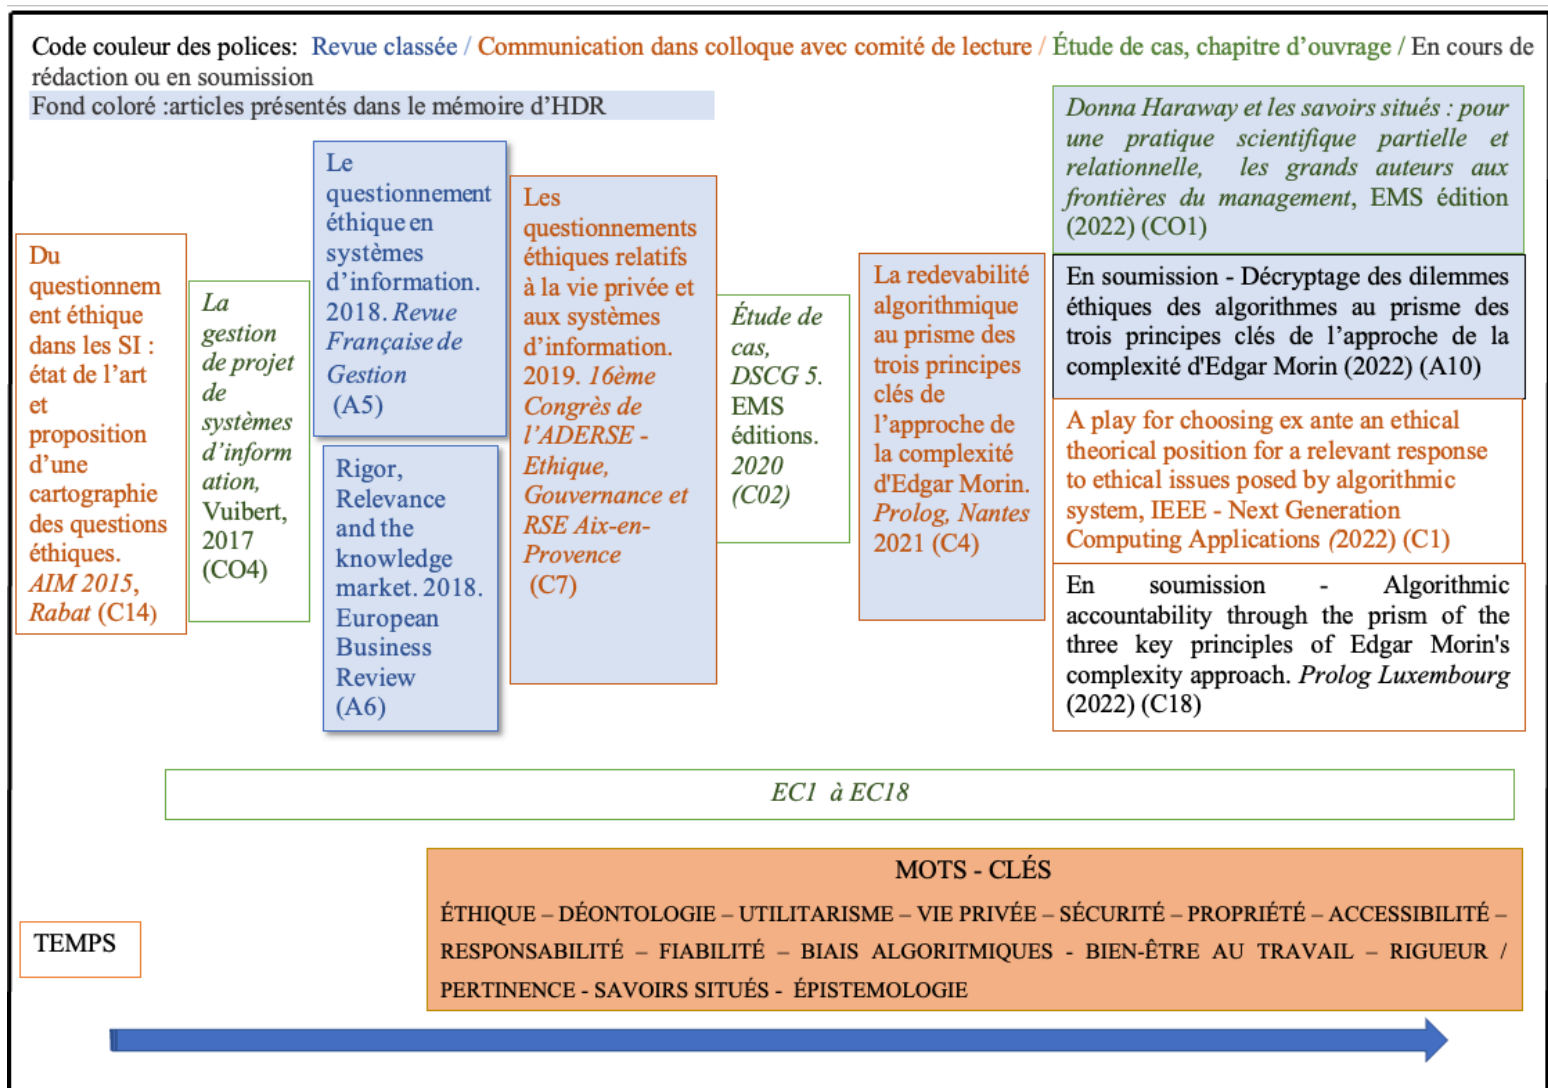 Code couleur des polices: Revue classée / Communication dans colloque avec comité de lecture / Étude de cas, chapitre d’ouvrage / En cours de
rédaction ou en soumission
Fond coloré :articles présentés dans le mémoire d’HDR
Du
questionnem
ent éthique
dans les SI :
état de l’art
et
proposition
d’une
cartographie
des questions
éthiques.
AIM 2015,
Rabat (C14)
La
gestion
de projet
de
systèmes
d’inform
ation,
Vuibert,
2017
(CO4)
Le
questionnement
éthique en
systèmes
d’information.
2018. Revue
Française de
Gestion
(A5)
Rigor,
Relevance
and the
knowledge
market. 2018.
European
Business
Review
(A6)
Les
questionnements
éthiques relatifs
à la vie privée et
aux systèmes
d’information.
2019. 16ème
Congrès de
l’ADERSE -
Ethique,
Gouvernance et
RSE Aix-en-
Provence
(C7)
Étude de
cas,
DSCG 5.
EMS
éditions.
2020
(C02)
La redevabilité
algorithmique
au prisme des
trois principes
clés de
l’approche de
la complexité
d'Edgar Morin.
Prolog, Nantes
2021 (C4)
Donna Haraway et les savoirs situés : pour
une pratique scientifique partielle et
relationnelle, les grands auteurs aux
frontières du management, EMS édition
(2022) (CO1)
En soumission - Décryptage des dilemmes
éthiques des algorithmes au prisme des
trois principes clés de l’approche de la
complexité d'Edgar Morin (2022) (A10)
A play for choosing ex ante an ethical
theorical position for a relevant response
to ethical issues posed by algorithmic
system, IEEE - Next Generation
Computing Applications (2022) (C1)
En soumission - Algorithmic
accountability through the prism of the
three key principles of Edgar Morin's
complexity approach. Prolog Luxembourg
(2022) (C18)
EC1 à EC18
MOTS - CLÉS
ÉTHIQUE – DÉONTOLOGIE – UTILITARISME – VIE PRIVÉE – SÉCURITÉ – PROPRIÉTÉ – ACCESSIBILITÉ –
RESPONSABILITÉ – FIABILITÉ – BIAIS ALGORITMIQUES - BIEN-ÊTRE AU TRAVAIL – RIGUEUR /
PERTINENCE - SAVOIRS SITUÉS - ÉPISTEMOLOGIE
TEMPS